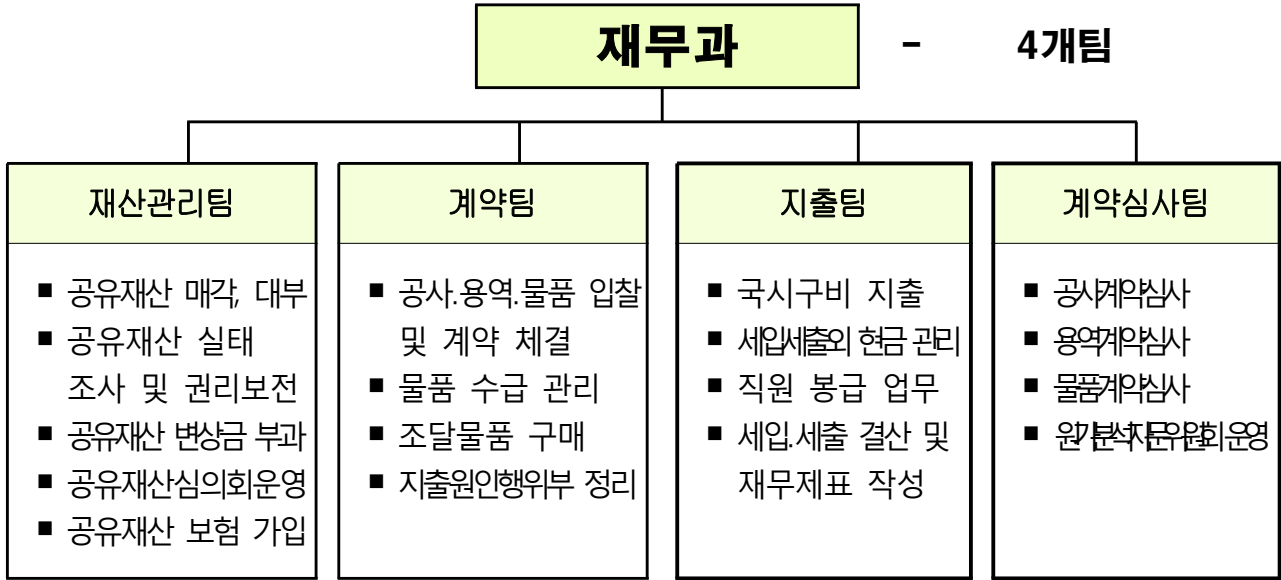 재무과 - 4개팀
재산관리팀
■ 공유재산 매각, 대부
■ 공유재산 실태
조사 및 권리보전
■ 공유재산 변상금 부과
■ 공유재산심의회운영
■ 공유재산 보험 가입
계약팀
■ 공사.용역.물품 입찰
및 계약 체결
■ 물품 수급 관리
■ 조달물품 구매
■ 지출원인행위부 정리
지출팀
■ 국시구비 지출
■ 세입세출외 현금 관리
■ 직원 봉급 업무
■ 세입.세출 결산 및
재무제표 작성
계약심사팀
■ 공사계약심사
■ 용역계약심사
■ 물품계약심사
■ 원가분석자문위원회운영